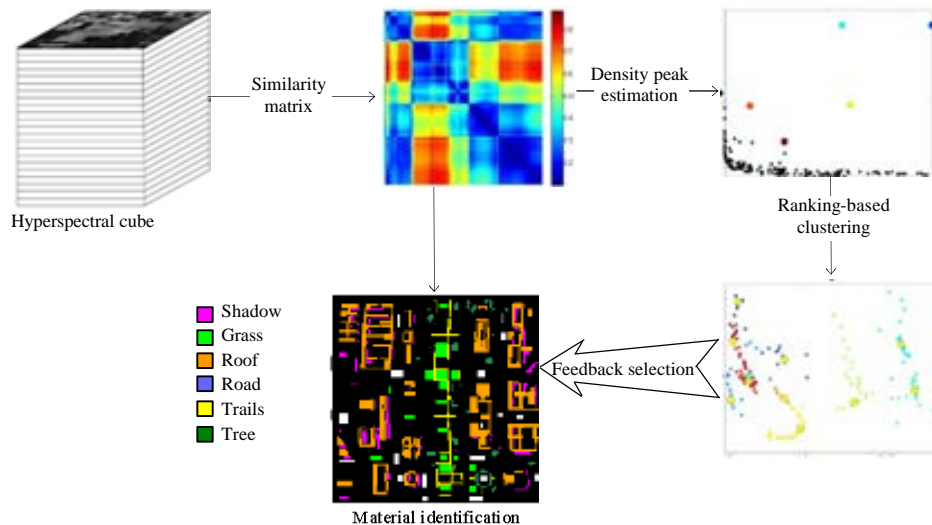 Similarity
matrix
Density peak
estimation
Hyperspectral cube
Ranking-based
clustering
Shadow
Grass
Roof
Road
Trails
Tree
Feedback selection
Material identification